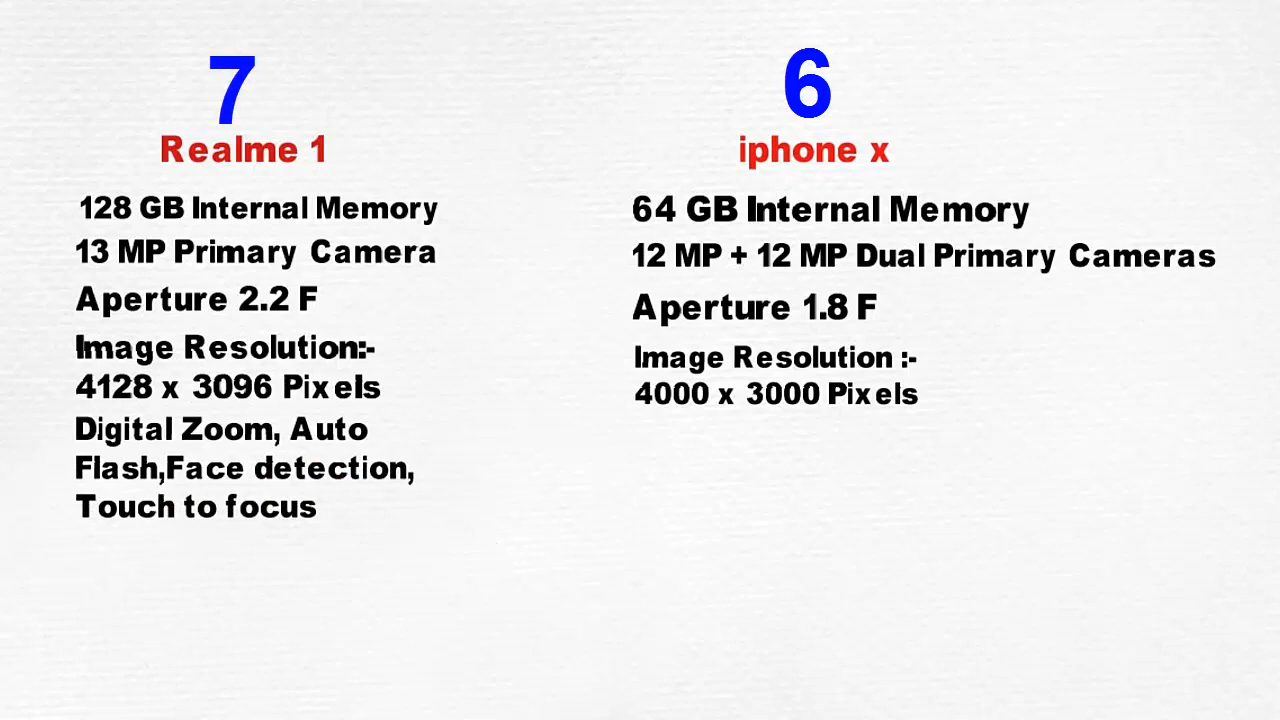 7
Realme 1
128 GB Internal Memory
13 MP Primary Camera
Aperture 2.2 F
Image Resolution:-
4128 x 3096 Pixels
Digital Zoom, Auto
Flash,Face detection,
Touch to focus
6
iphone x
64 GB Internal Memory
12 MP + 12 MP Dual Primary Cameras
Aperture 1.8 F
Image Resolution :-
4000 x 3000 Pixels